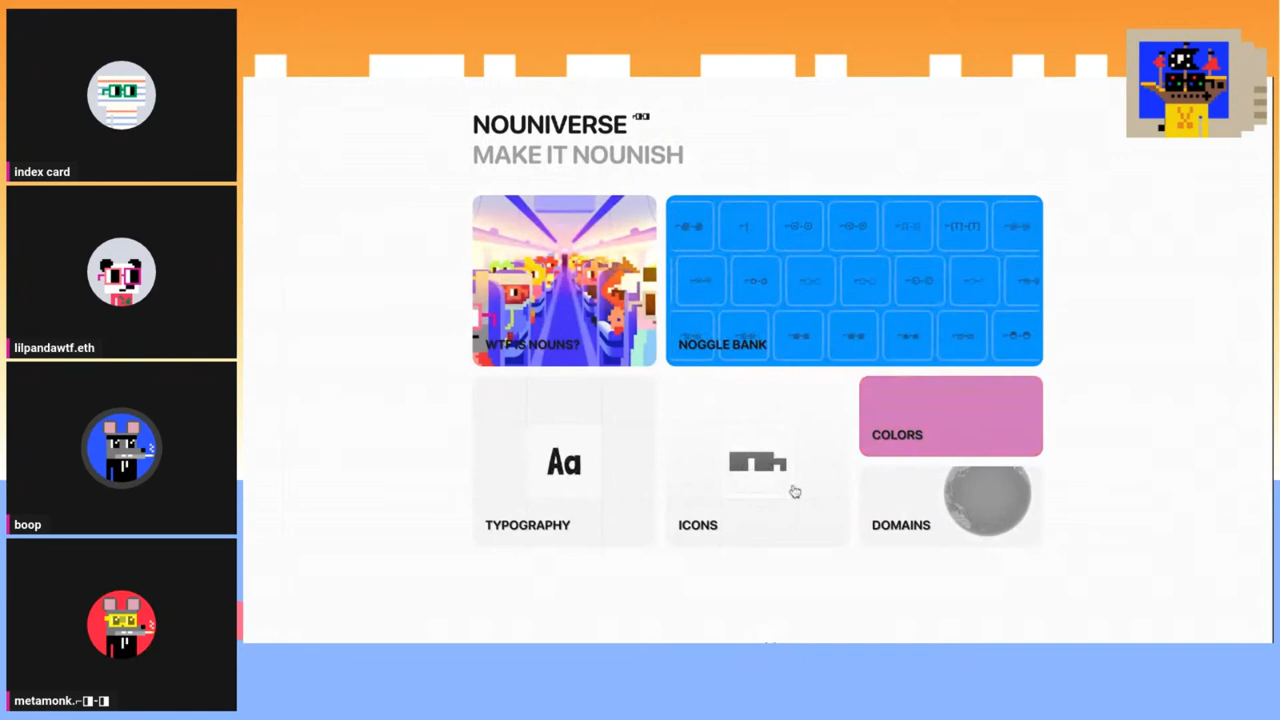 index card
lilpandawtf.eth
boop
metamonk.⌐◨-◨
NOUNIVERSE ⌐◨-◨
MAKE IT NOUNISH
WTF IS NOUNS?
NOGGLE BANK
Aa
TYPOGRAPHY
ICONS
COLORS
DOMAINS